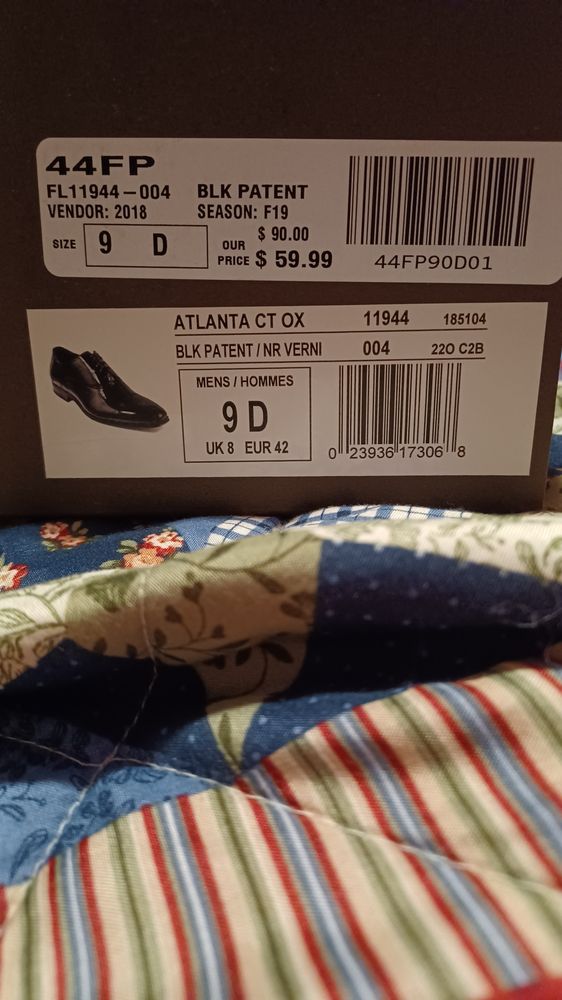 44FP
FL11944-004 BLK PATENT
VENDOR: 2018 SEASON: F19
SIZE 9 D OUR PRICE $ 90.00 $ 59.99
44FP90D01
ATLANTA CT OX 11944 185104
BLK PATENT / NR VERNI 004 22O C2B
MENS / HOMMES
9 D
UK 8 EUR 42
0 23936 17306 8